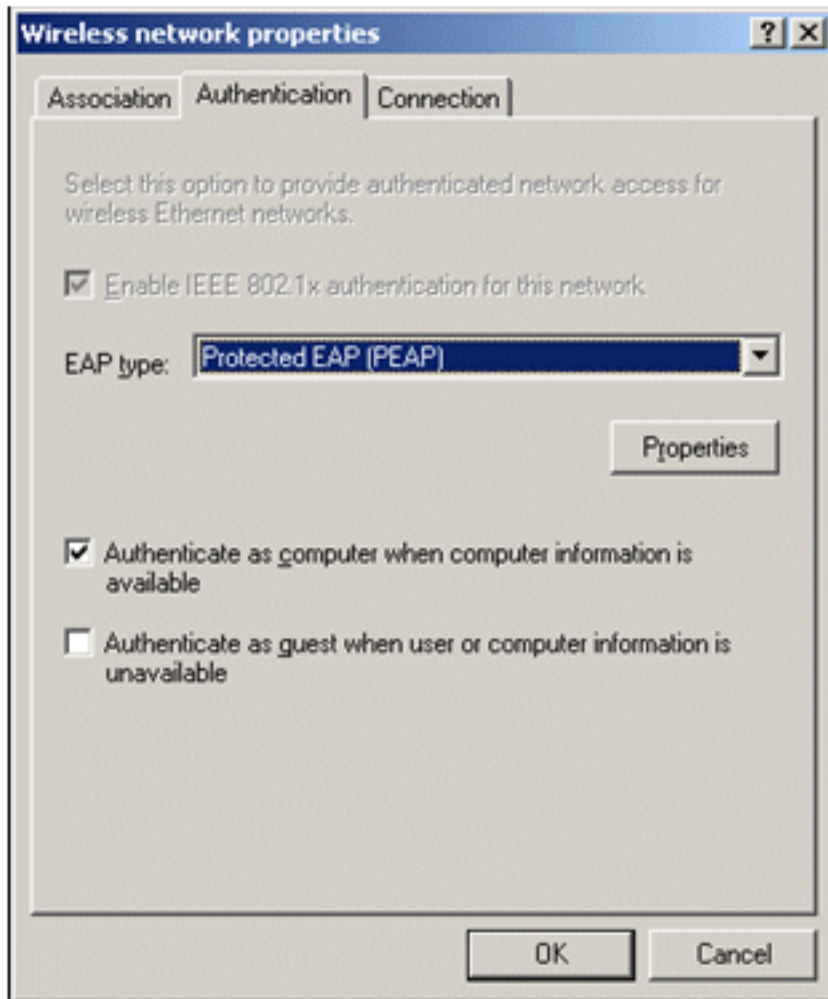 Wireless network properties
Association Authentication Connection
Select this option to provide authenticated network access for
wireless Ethernet networks.
Enable IEEE 802.1x authentication for this network
EAP type: Protected EAP (PEAP)
Properties
Authenticate as computer when computer information is
available
Authenticate as guest when user or computer information is
unavailable
OK Cancel